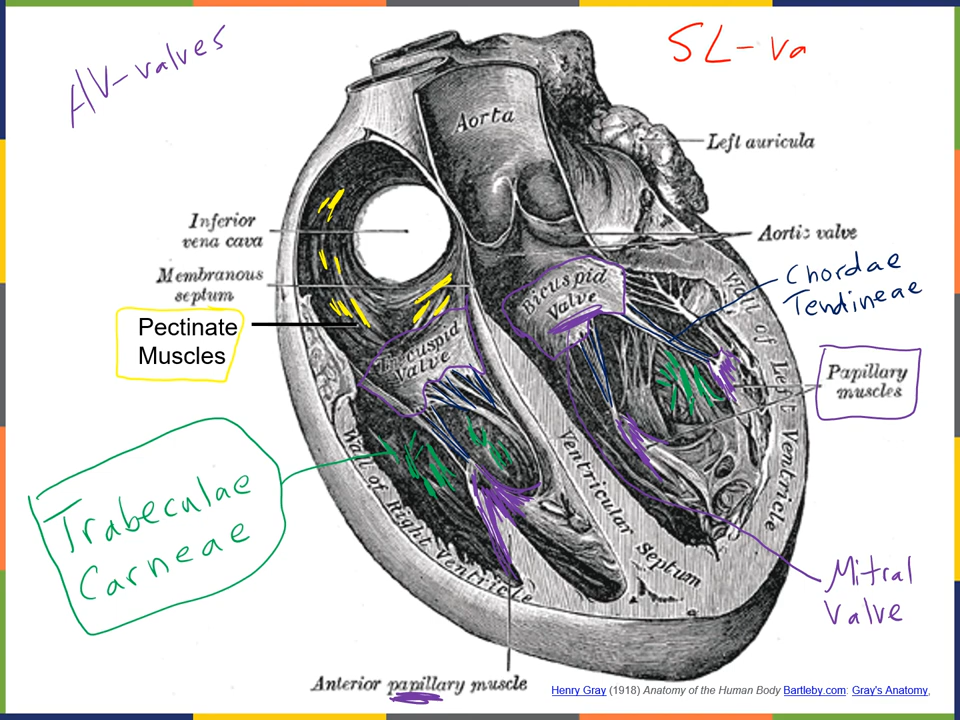 AV-valves
SL-va
Aorta
Left auricula
Inferior
vena cava
Aortic valve
Membranous
septum
Bicuspid
Valve
Chordae
Tendineae
Pectinate
Muscles
Tricuspid
Valve
Wall of Left Ventricle
Papillary
muscles
Trabeculae
Carneae
Wall of Right Ventricle
Ventricular Septum
Mitral
Valve
Anterior papillary muscle
Henry Gray (1918) Anatomy of the Human Body Bartleby.com: Gray's Anatomy,